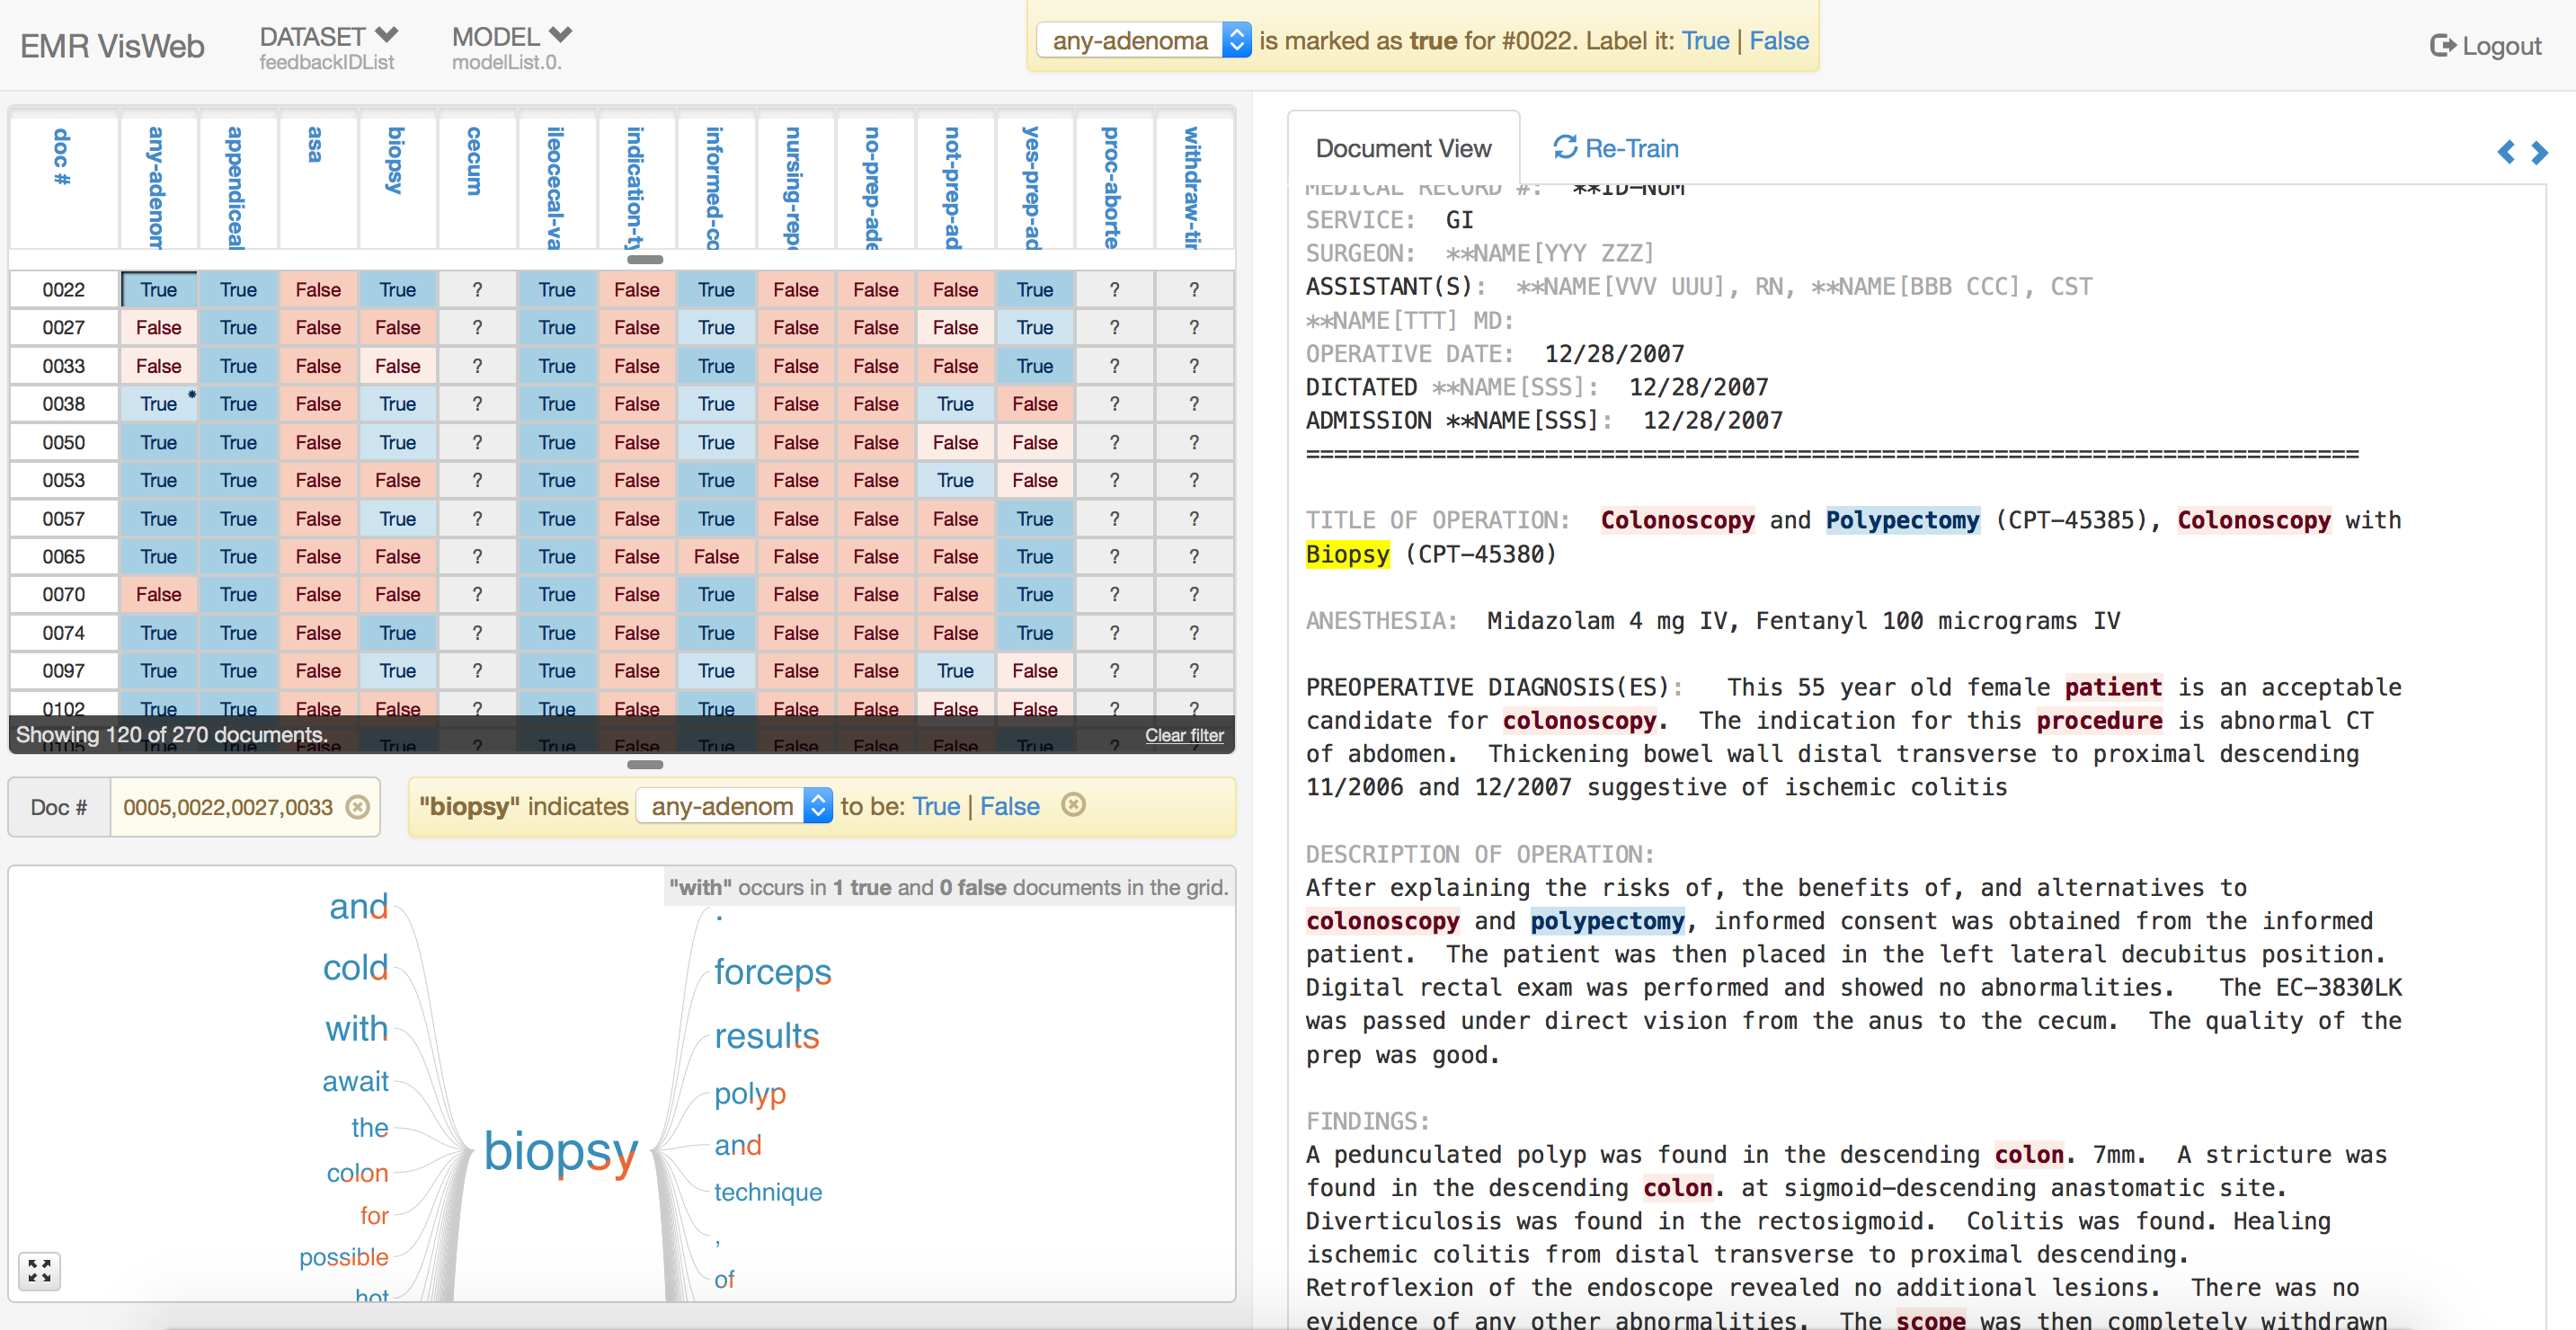 EMR VisWeb
DATASET
feedbackIDList
MODEL
modelList.0.
any-adenoma is marked as true for #0022. Label it: True | False
Logout
doc # any-adenom appendiceal asa biopsy cecum ileocecal-va indication-ty informed-co nursing-repo no-prep-ade not-prep-ad yes-prep-ad proc-aborte withdraw-tir
0022 True True False True ? True False True False False False True ? ?
0027 False True False False ? True False True False False False True ? ?
0033 False True False False ? True False True False False False True ? ?
0038 True * True False True ? True False True False False True False ? ?
0050 True True False True ? True False True False False False False ? ?
0053 True True False False ? True False True False False True False ? ?
0057 True True False True ? True False True False False False True ? ?
0065 True True False False ? True False False False False False True ? ?
0070 False True False False ? True False True False False False True ? ?
0074 True True False True ? True False True False False False True ? ?
0097 True True False True ? True False True False False True False ? ?
0102 True True False False ? True False True False False False False ? ?
Showing 120 of 270 documents.
Clear filter
Doc # 0005,0022,0027,0033
"biopsy" indicates any-adenom to be: True | False
"with" occurs in 1 true and 0 false documents in the grid.
and
cold
with
await
the
colon
for
possible
hot
biopsy
.
forceps
results
polyp
and
technique
,
of
Document View
Re-Train
MEDICAL RECORD #: **ID-NUM
SERVICE: GI
SURGEON: **NAME[YYY ZZZ]
ASSISTANT(S): **NAME[VVV UUU], RN, **NAME[BBB CCC], CST
**NAME[TTT] MD:
OPERATIVE DATE: 12/28/2007
DICTATED **NAME[SSS]: 12/28/2007
ADMISSION **NAME[SSS]: 12/28/2007
===========================================================================
TITLE OF OPERATION: Colonoscopy and Polypectomy (CPT-45385), Colonoscopy with
Biopsy (CPT-45380)
ANESTHESIA: Midazolam 4 mg IV, Fentanyl 100 micrograms IV
PREOPERATIVE DIAGNOSIS(ES): This 55 year old female patient is an acceptable
candidate for colonoscopy. The indication for this procedure is abnormal CT
of abdomen. Thickening bowel wall distal transverse to proximal descending
11/2006 and 12/2007 suggestive of ischemic colitis
DESCRIPTION OF OPERATION:
After explaining the risks of, the benefits of, and alternatives to
colonoscopy and polypectomy, informed consent was obtained from the informed
patient. The patient was then placed in the left lateral decubitus position.
Digital rectal exam was performed and showed no abnormalities. The EC-3830LK
was passed under direct vision from the anus to the cecum. The quality of the
prep was good.
FINDINGS:
A pedunculated polyp was found in the descending colon. 7mm. A stricture was
found in the descending colon. at sigmoid-descending anastomatic site.
Diverticulosis was found in the rectosigmoid. Colitis was found. Healing
ischemic colitis from distal transverse to proximal descending.
Retroflexion of the endoscope revealed no additional lesions. There was no
evidence of any other abnormalities. The scope was then completely withdrawn